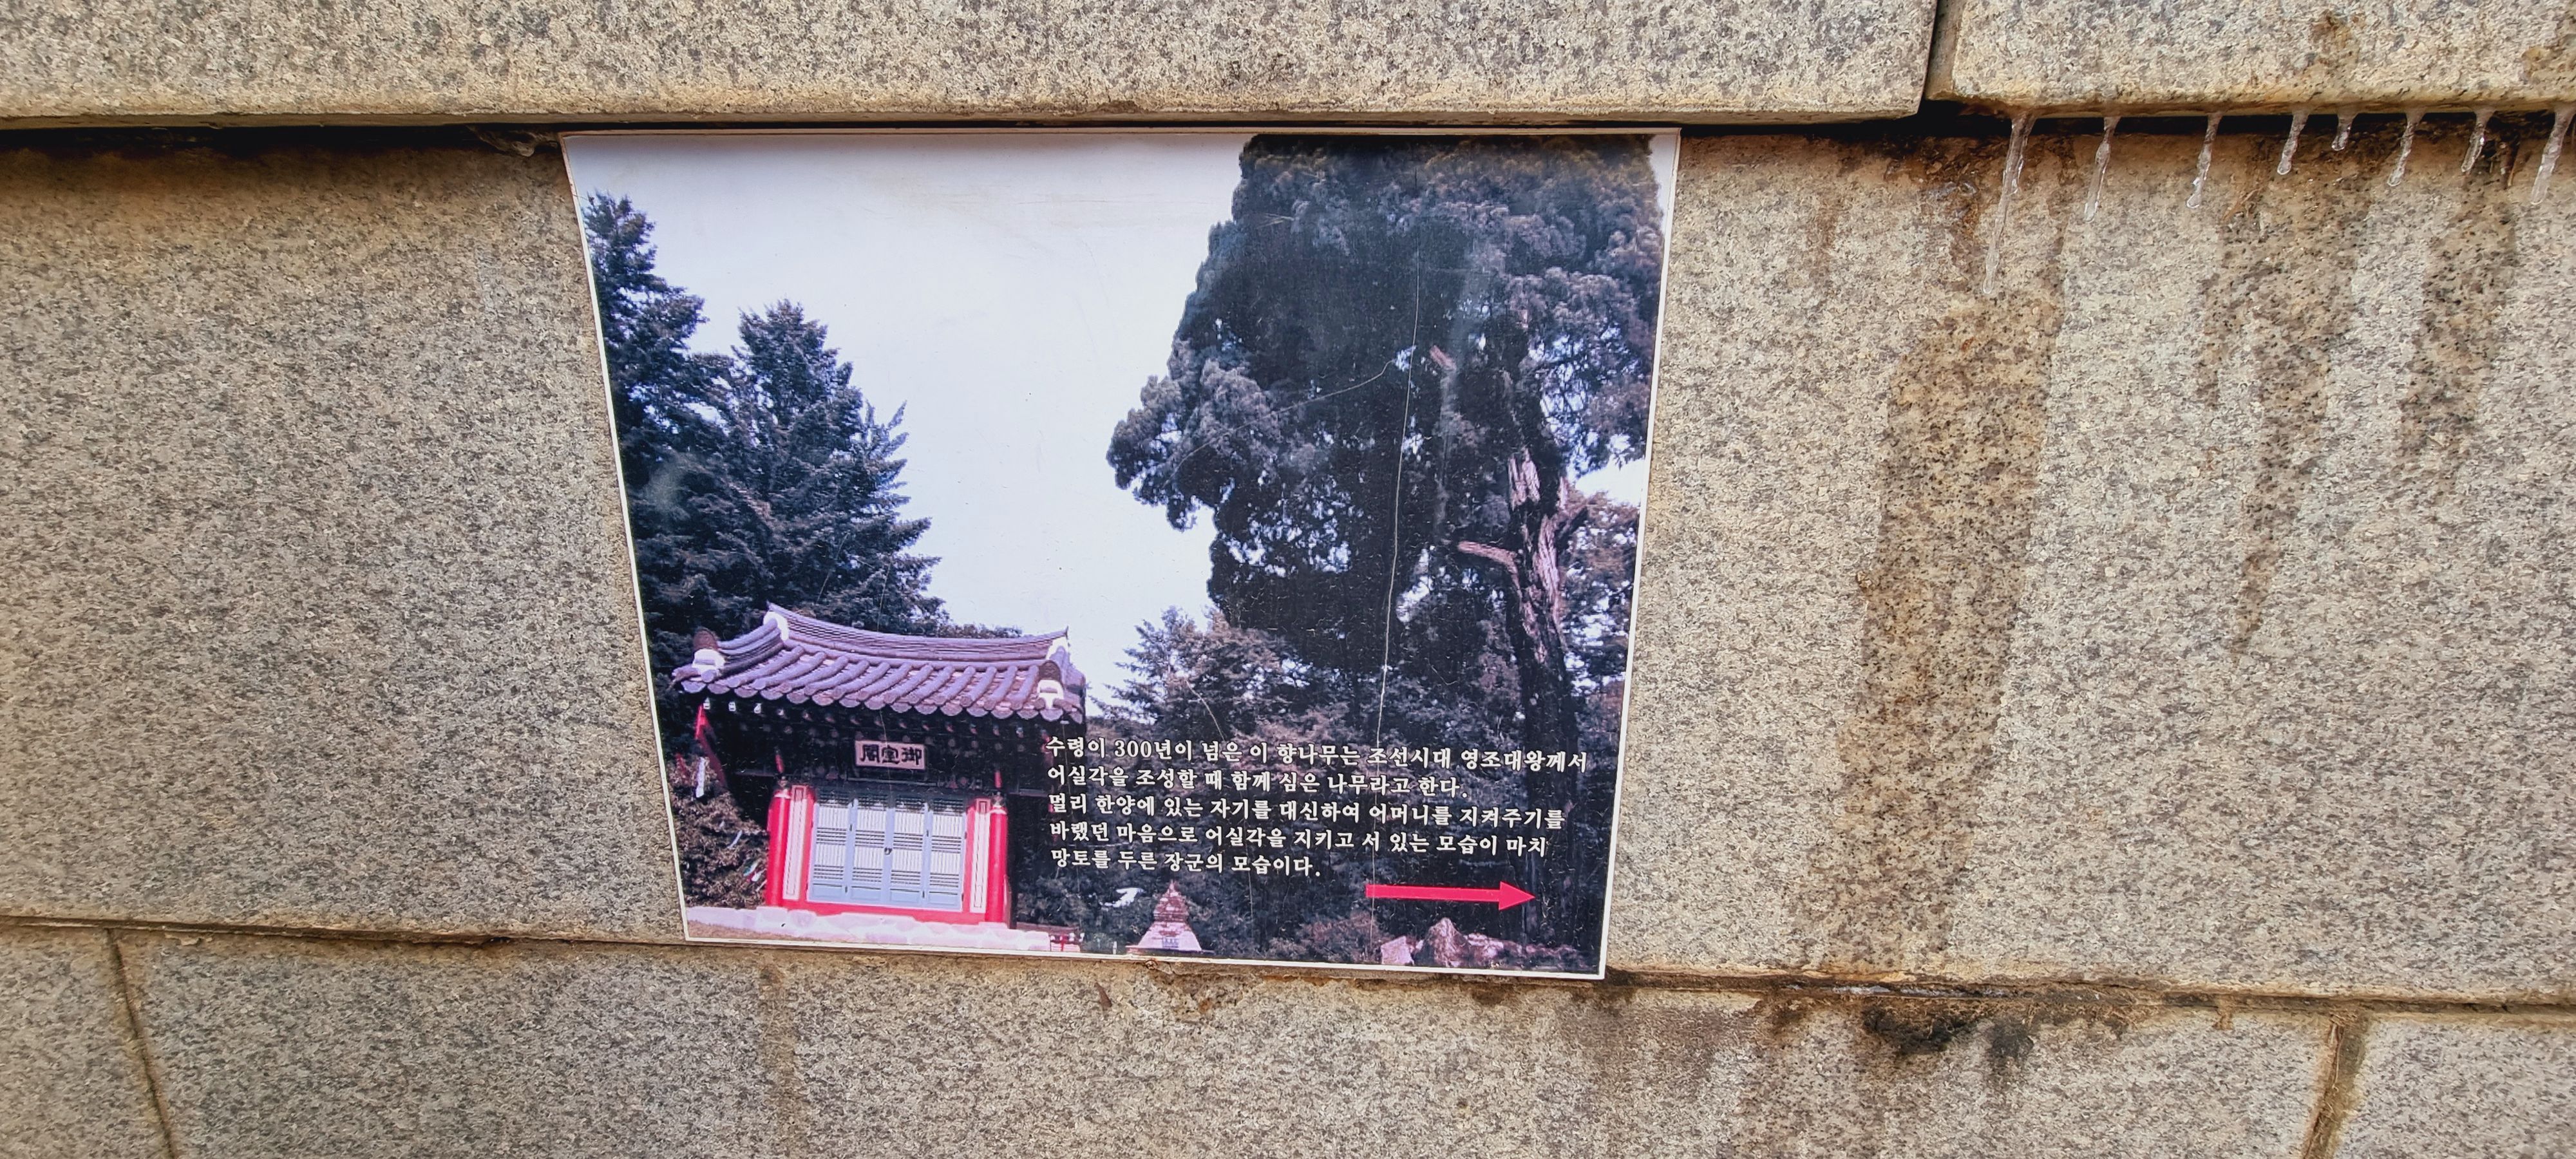 御室閣
수령이 300년이 넘은 이 향나무는 조선시대 영조대왕께서
어실각을 조성할 때 함께 심은 나무라고 한다.
멀리 한양에 있는 자기를 대신하여 어머니를 지켜주기를
바랬던 마음으로 어실각을 지키고 서 있는 모습이 마치
망토를 두른 장군의 모습이다.